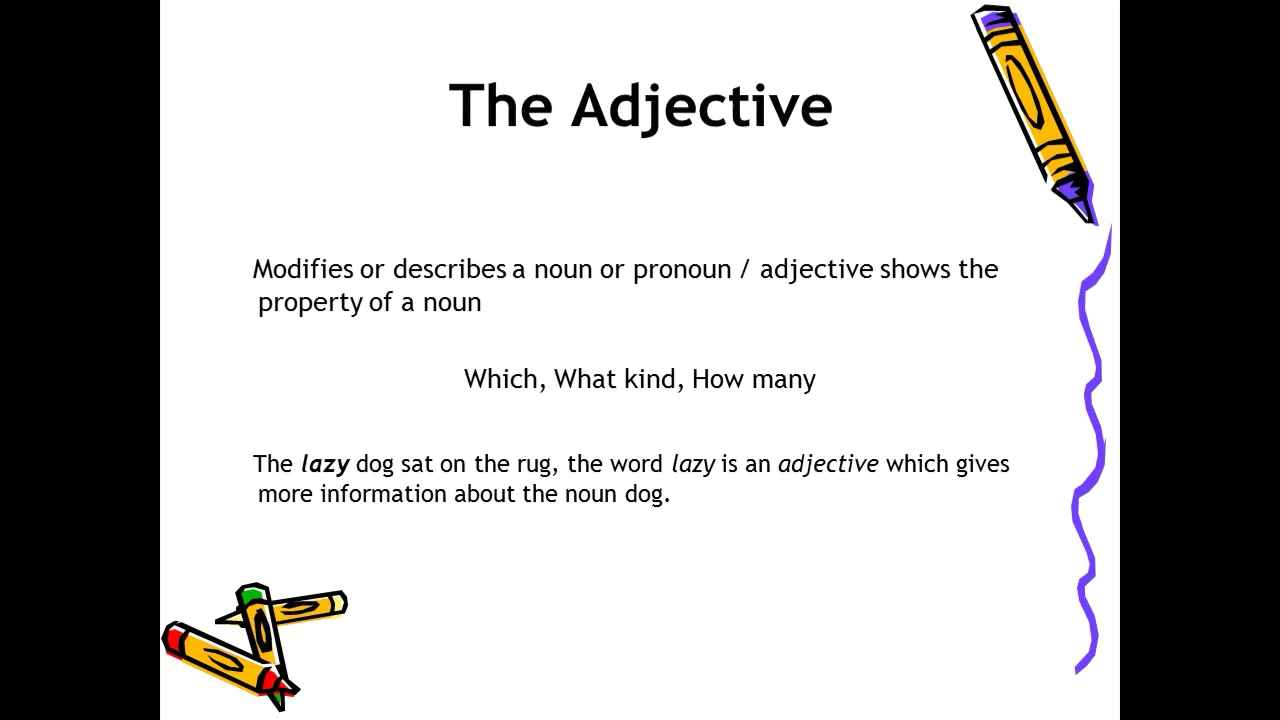 The Adjective
Modifies or describes a noun or pronoun / adjective shows the
property of a noun
Which, What kind, How many
The lazy dog sat on the rug, the word lazy is an adjective which gives
more information about the noun dog.